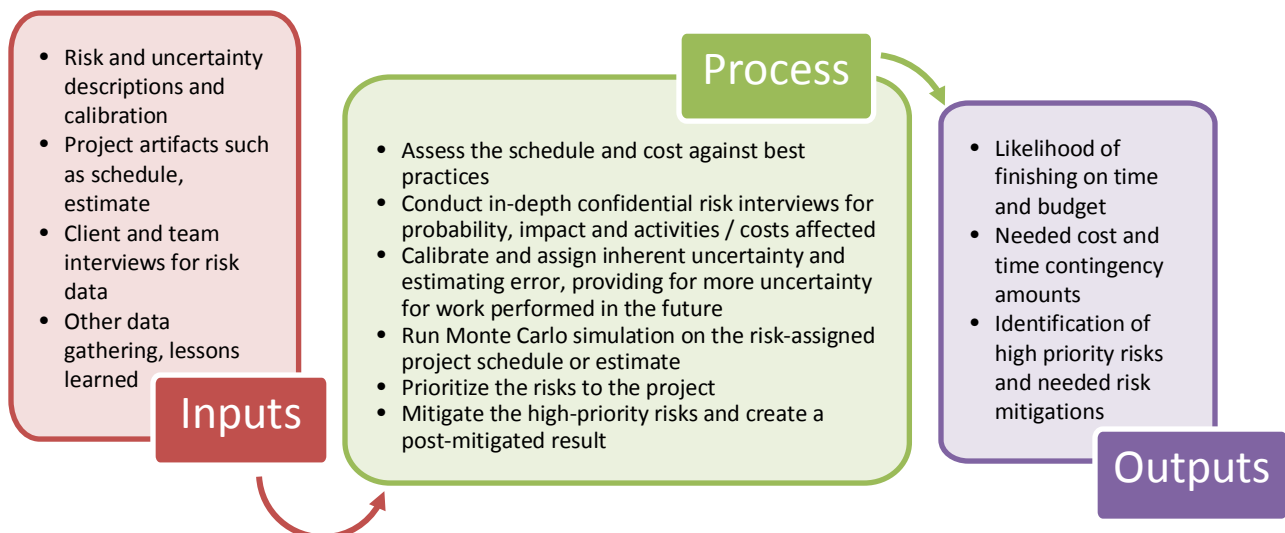 • Risk and uncertainty
descriptions and
calibration
• Project artifacts such
as schedule,
estimate
• Client and team
interviews for risk
data
• Other data
gathering, lessons
learned
Inputs
Process
• Assess the schedule and cost against best
practices
• Conduct in-depth confidential risk interviews for
probability, impact and activities / costs affected
• Calibrate and assign inherent uncertainty and
estimating error, providing for more uncertainty
for work performed in the future
• Run Monte Carlo simulation on the risk-assigned
project schedule or estimate
• Prioritize the risks to the project
• Mitigate the high-priority risks and create a
post-mitigated result
• Likelihood of
finishing on time
and budget
• Needed cost and
time contingency
amounts
• Identification of
high priority risks
and needed risk
mitigations
Outputs